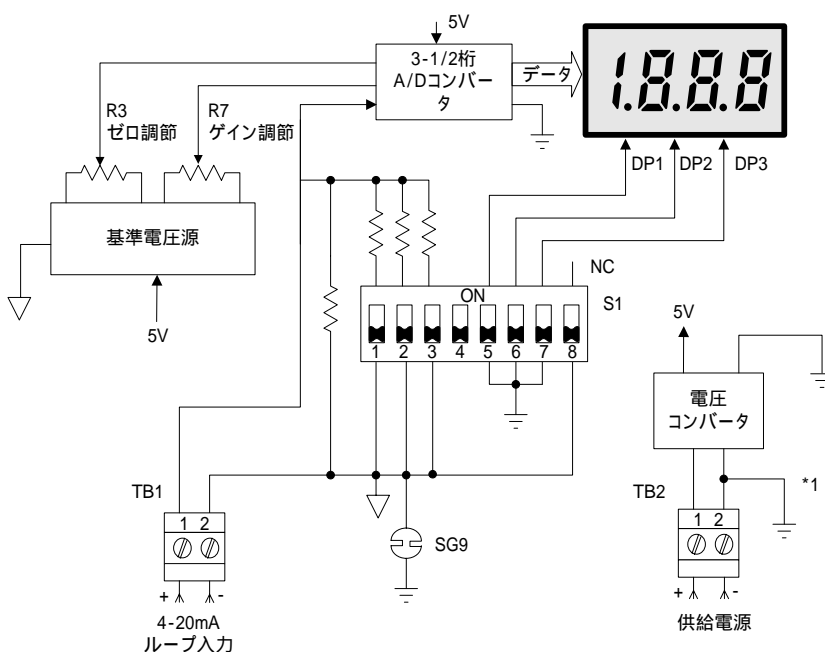 5V
3-1/2桁
A/Dコンバー
タ
データ
1.8.8.8
R3
ゼロ調節
R7
ゲイン調節
DP1
DP2
DP3
基準電圧源
5V
NC
ON
S1
1 2 3 4 5 6 7 8
5V
電圧
コンバータ
TB1
1 2
SG9
TB2
1 2
*1
+ -
4-20mA
ループ入力
+ -
供給電源